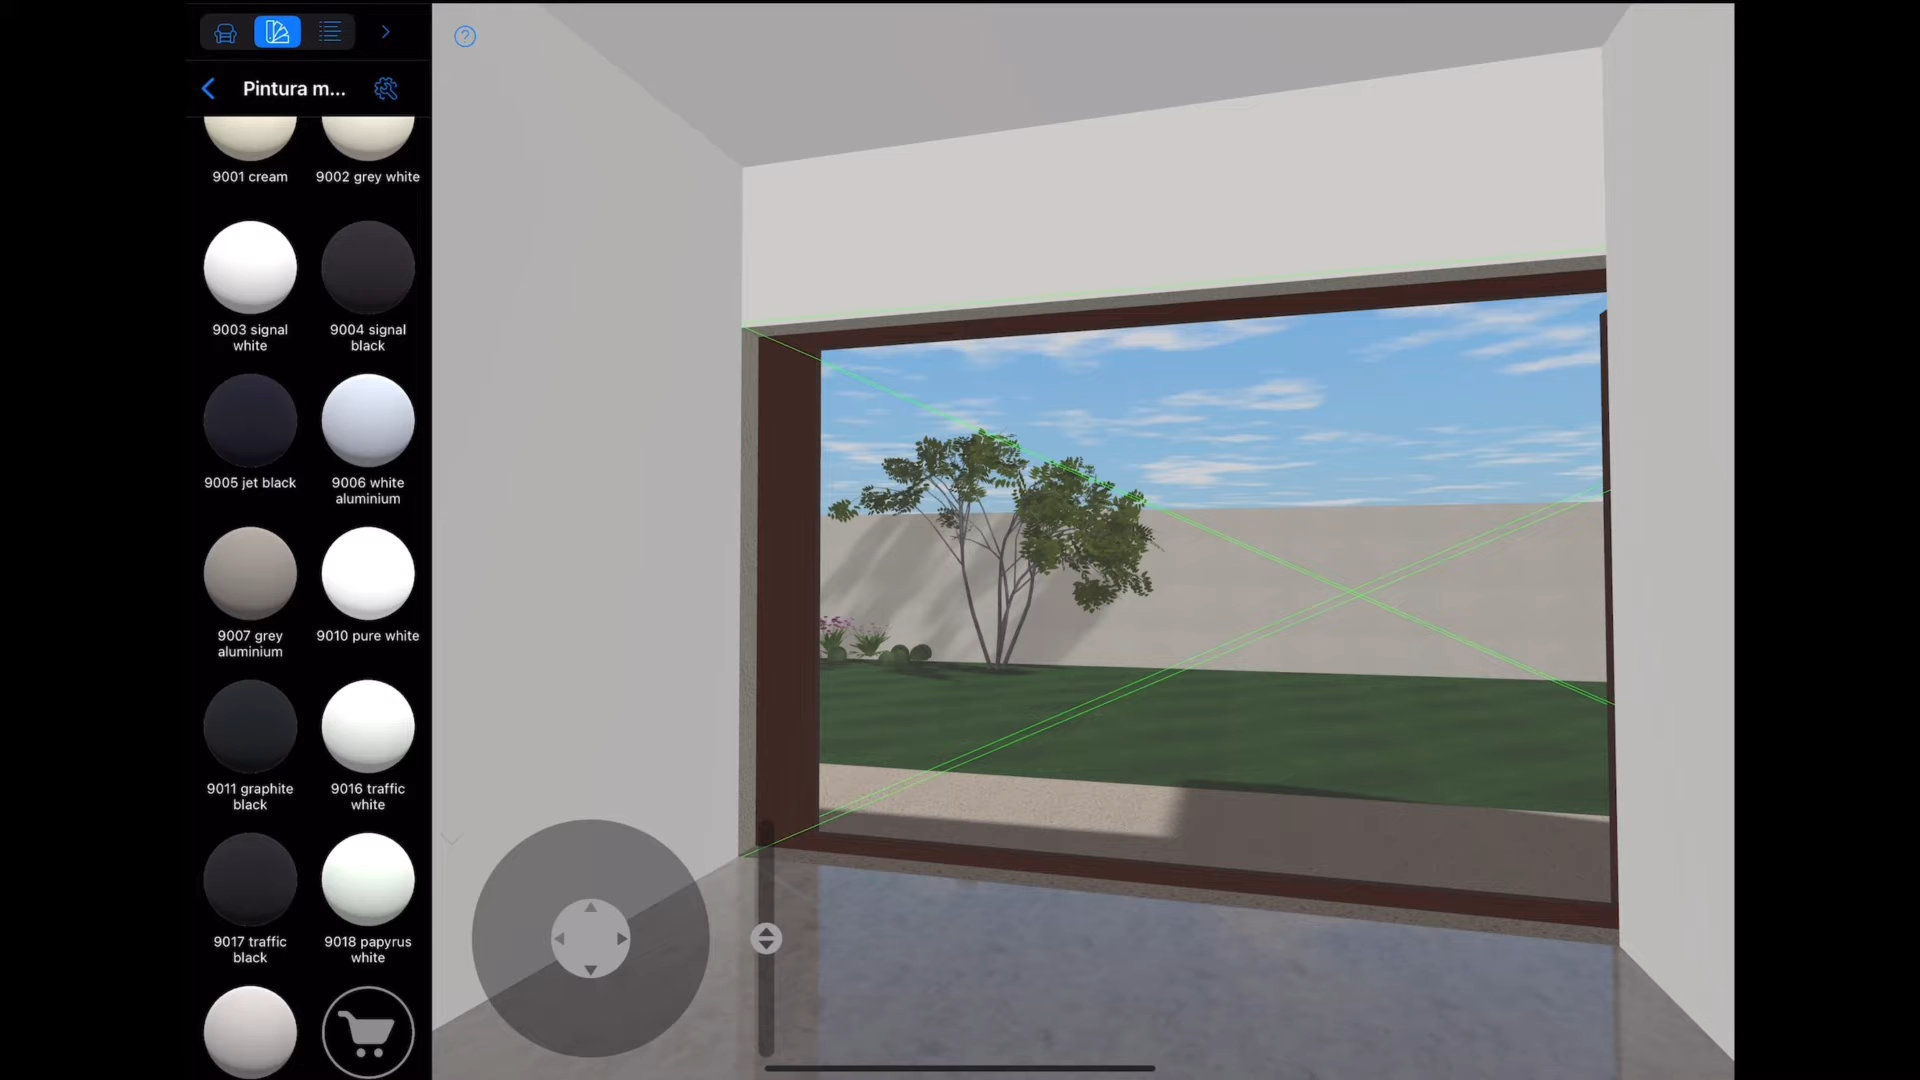 ?
Pintura m...
9001 cream
9002 grey white
9003 signal
white
9004 signal
black
9005 jet black
9006 white
aluminium
9007 grey
aluminium
9010 pure white
9011 graphite
black
9016 traffic
white
9017 traffic
black
9018 papyrus
white